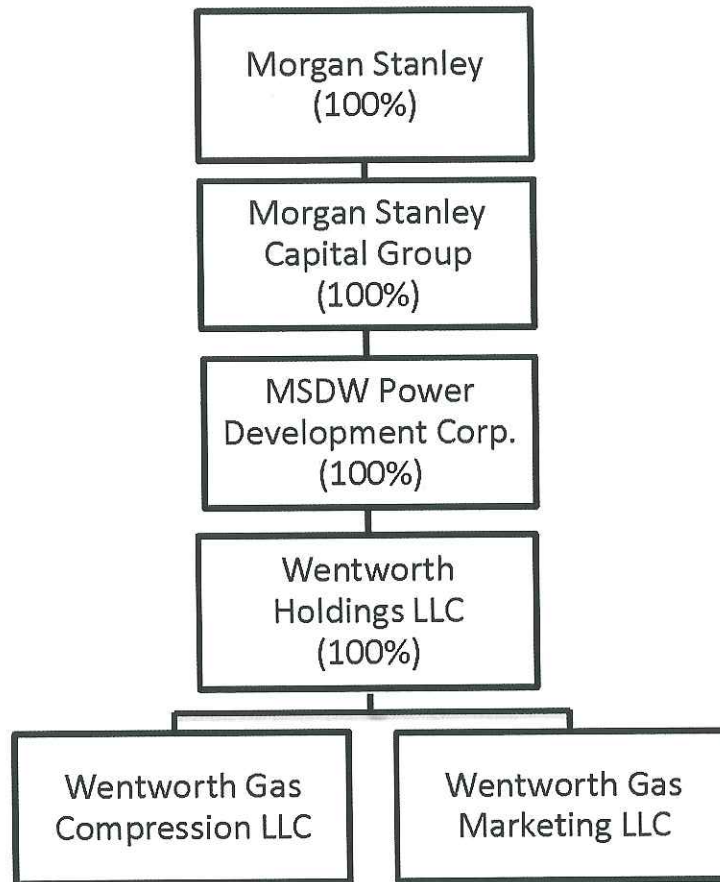 Morgan Stanley
(100%)
Morgan Stanley
Capital Group
(100%)
MSDW Power
Development Corp.
(100%)
Wentworth
Holdings LLC
(100%)
Wentworth Gas
Compression LLC
Wentworth Gas
Marketing LLC